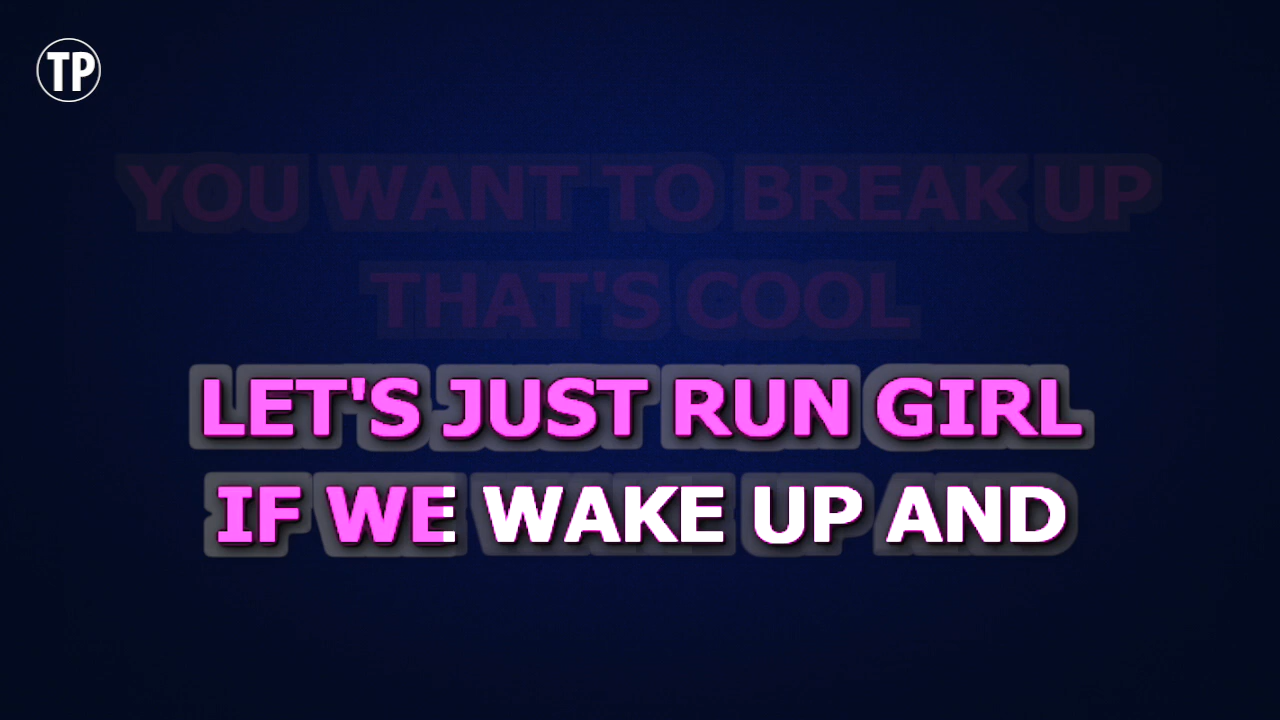 TP
YOU WANT TO BREAK UP
THAT'S COOL
LET'S JUST RUN GIRL
IF WE WAKE UP AND